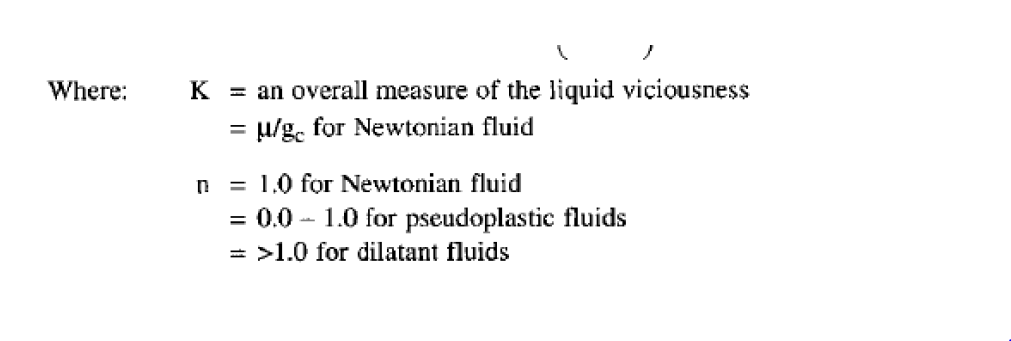 Where: K = an overall measure of the liquid viciousness
= μ/gc for Newtonian fluid
n = 1.0 for Newtonian fluid
= 0.0 – 1.0 for pseudoplastic fluids
= >1.0 for dilatant fluids